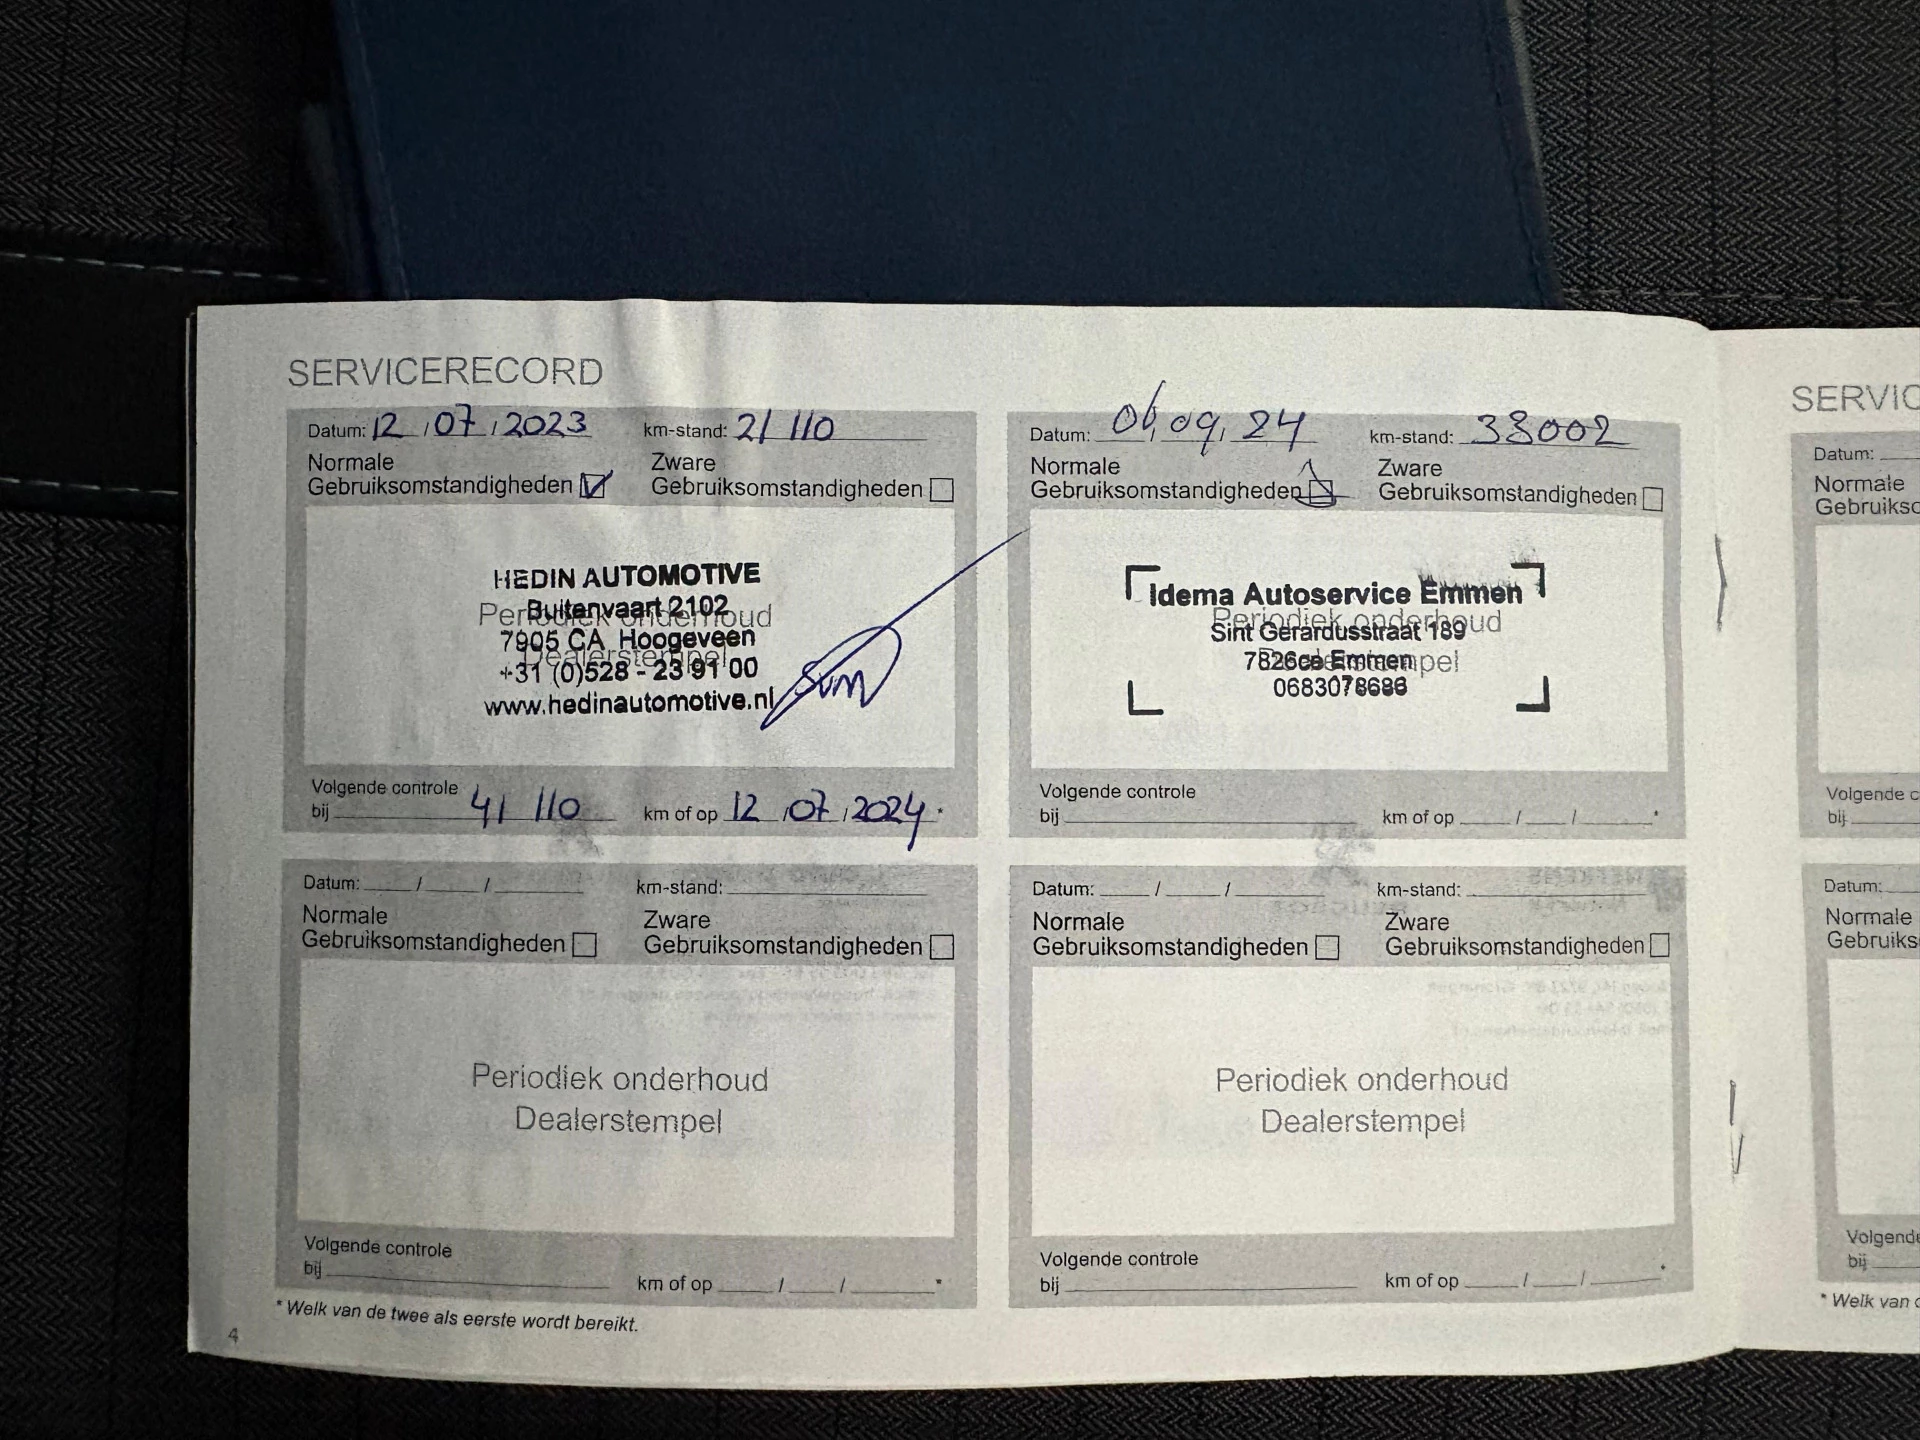 SERVICERECORD
Datum: 12 / 07 / 2023 km-stand: 21 110
Normale Gebruiksomstandigheden Zware Gebruiksomstandigheden
HEDIN AUTOMOTIVE
Periodiek onderhoud
Buitenvaart 2102
7905 CA Hoogeveen
Dealerstempel
+31 (0)528 - 23 91 00
www.hedinautomotive.nl
Volgende controle
bij 41 110 km of op 12 / 07 / 2024 *
Datum: 09, 24 km-stand:
Normale Gebruiksomstandigheden Zware Gebruiksomstandigheden
Idema Autoservice Emmen
Periodiek onderhoud
Sint Gerardusstraat 189
7826ce Emmen
Dealerstempel
0683078686
Volgende controle
bij km of op / / *
Datum: / / km-stand:
Normale Gebruiksomstandigheden Zware Gebruiksomstandigheden
Periodiek onderhoud
Dealerstempel
Volgende controle
bij km of op / / *
Datum: / / km-stand:
Normale Gebruiksomstandigheden Zware Gebruiksomstandigheden
Periodiek onderhoud
Dealerstempel
Volgende controle
bij km of op / / *
* Welk van de twee als eerste wordt bereikt.
4
SERVIC
Datum:
Normale
Gebruikso
Volgende c
bij
Datum:
Normale
Gebruiks
Volgende
bij
* Welk van d